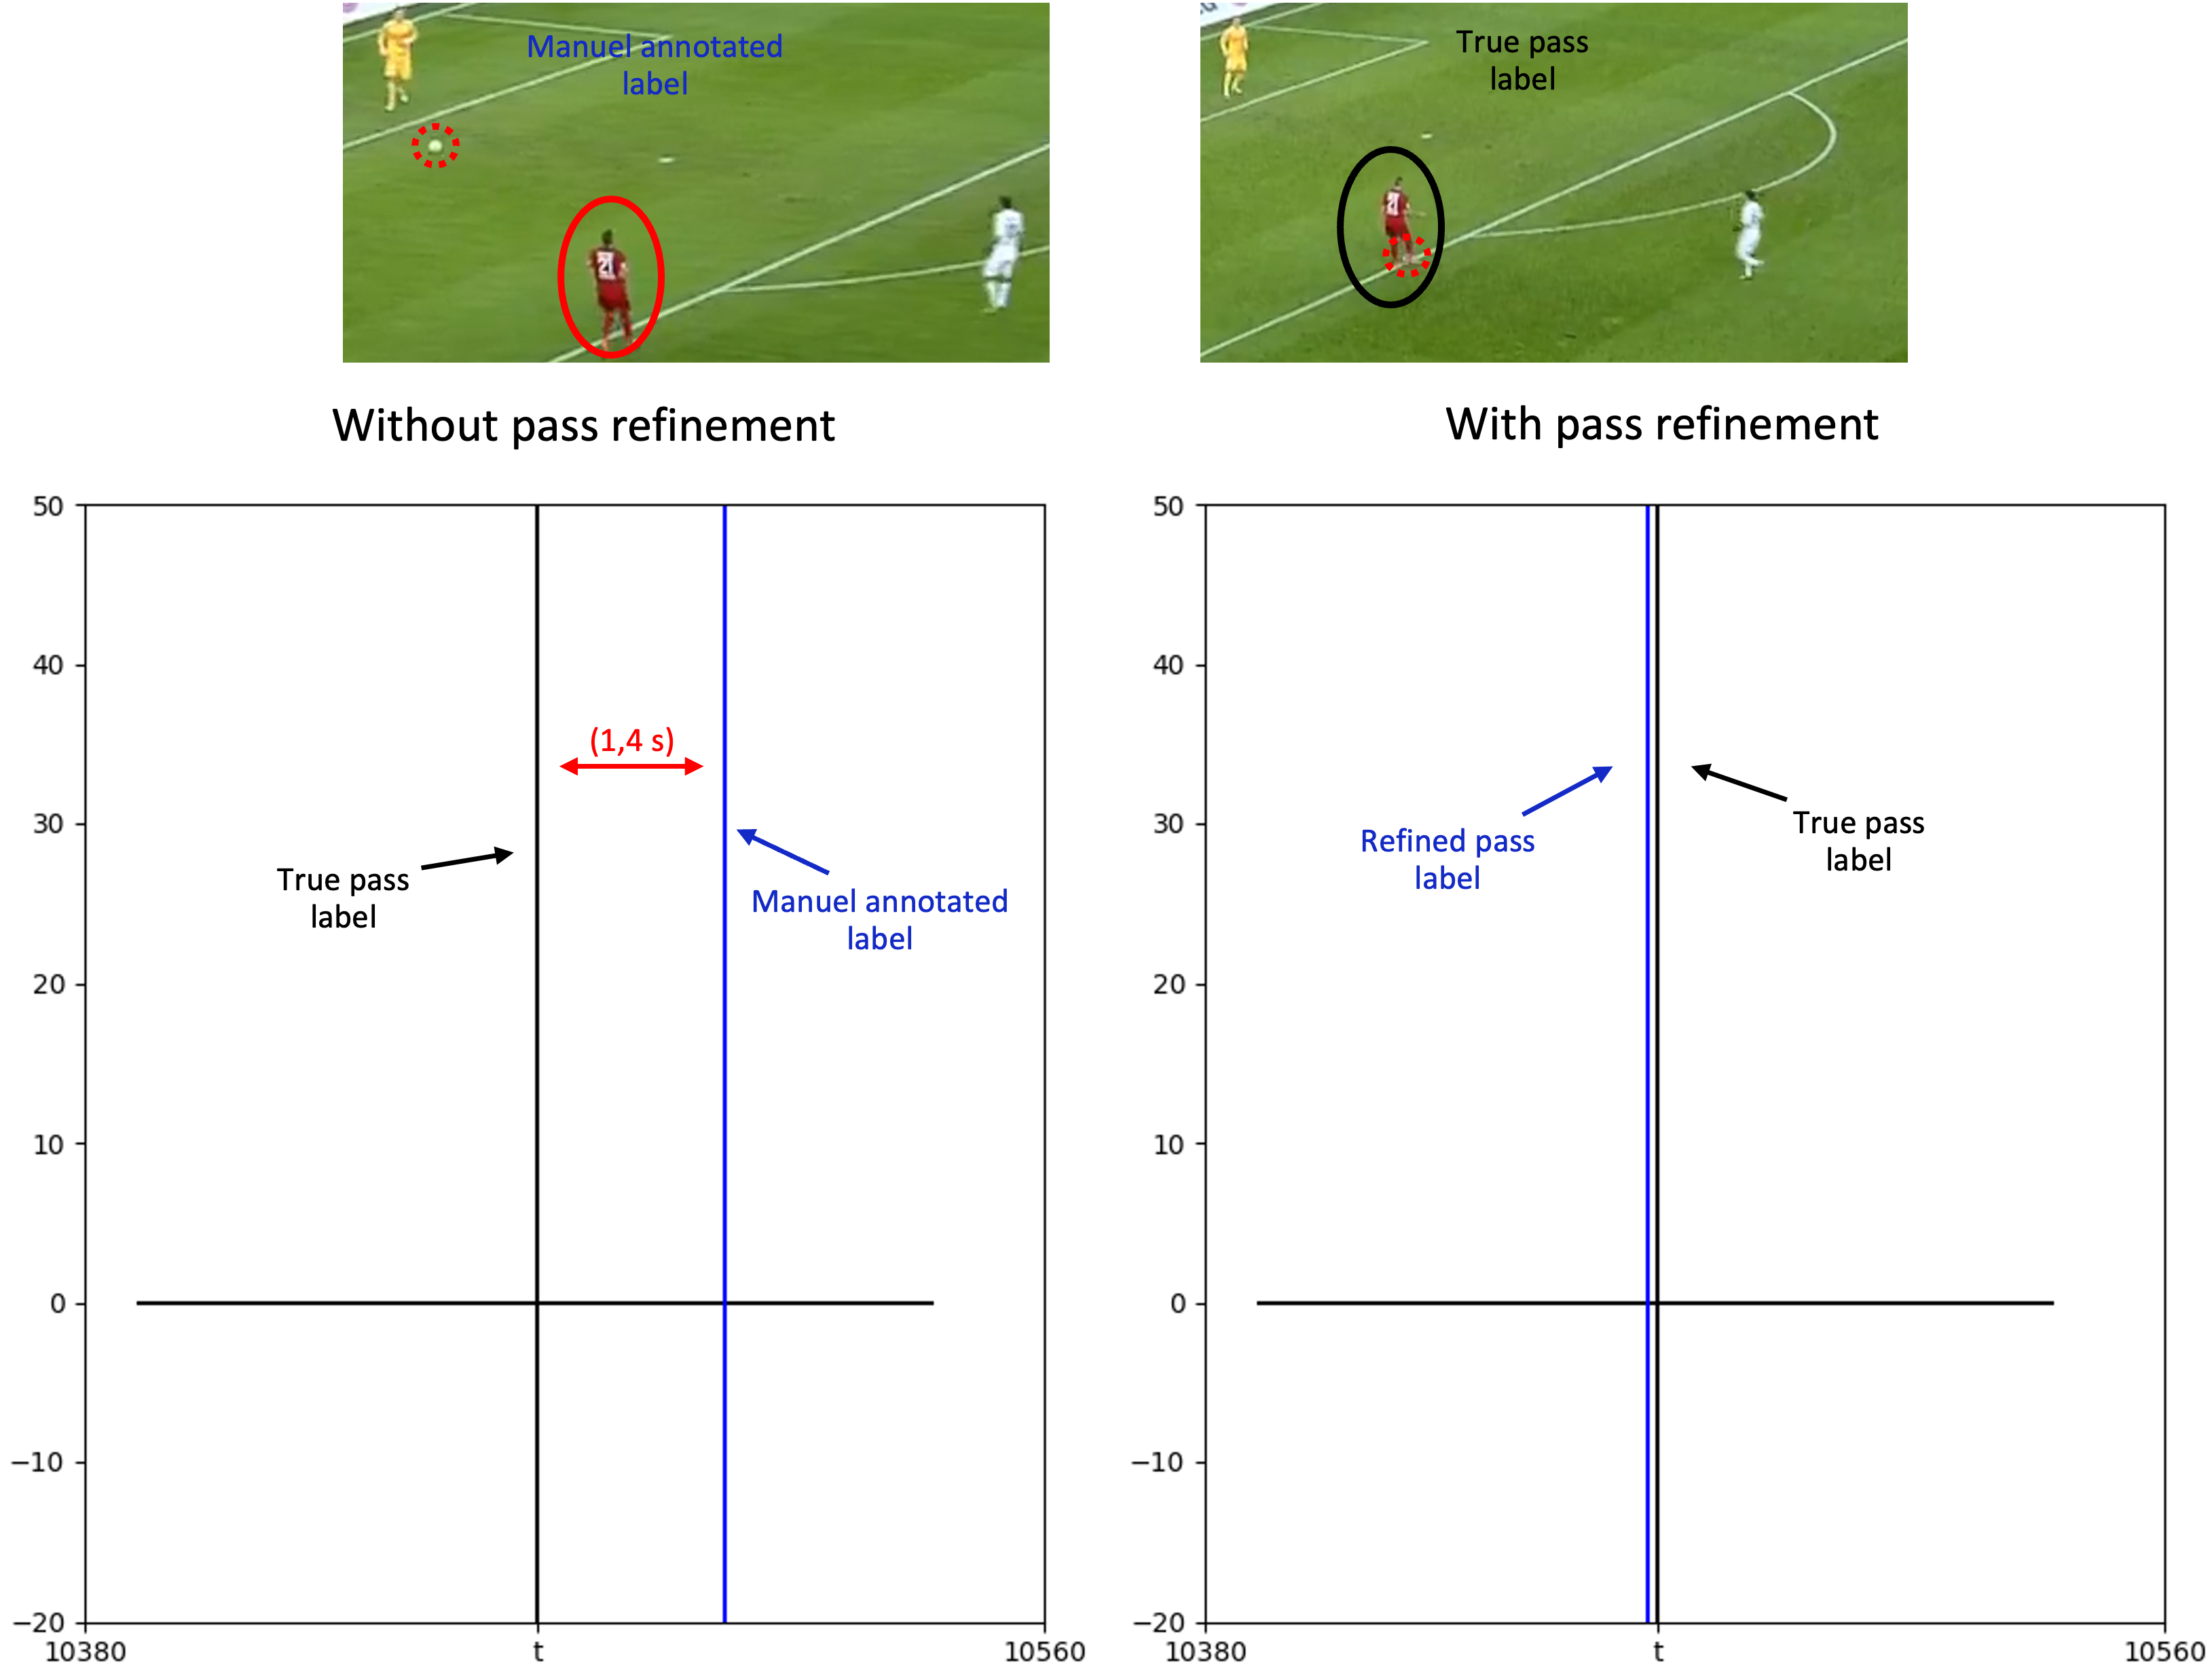 Manuel annotated
label
True pass
label
21
21
Without pass refinement
With pass refinement
50
40
30
20
10
0
−10
−20
10380
t
10560
(1,4 s)
True pass
label
Manuel annotated
label
50
40
30
20
10
0
−10
−20
10380
t
10560
Refined pass
label
True pass
label